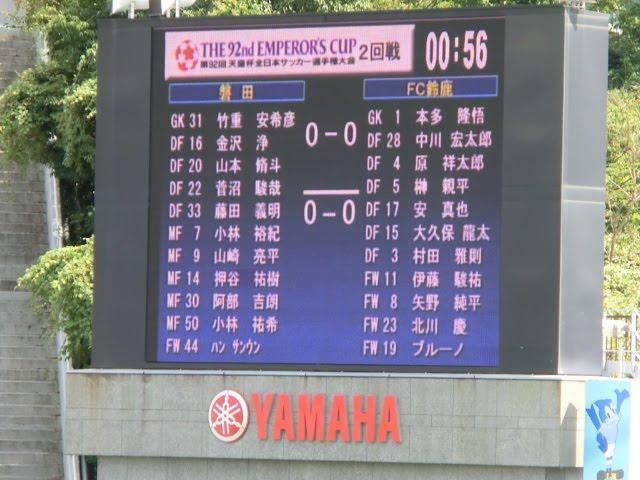 THE 92nd EMPEROR'S CUP
第92回 天皇杯全日本サッカー選手権大会 2回戦
00:56
磐田 FC鈴鹿
0-0
0-0
GK 31 竹重 安希彦
DF 16 金沢 浄
DF 20 山本 脩斗
DF 22 菅沼 駿哉
DF 33 藤田 義明
MF 7 小林 裕紀
MF 9 山崎 亮平
MF 14 押谷 祐樹
MF 30 阿部 吉朗
MF 50 小林 祐希
FW 44 ハン サンウン
GK 1 本多 隆悟
DF 28 中川 宏太郎
DF 4 原 祥太郎
DF 5 榊 親平
DF 17 安 真也
DF 15 大久保 龍太
DF 3 村田 雅則
FW 11 伊藤 駿祐
FW 8 矢野 純平
FW 23 北川 慶
FW 19 ブルーノ
YAMAHA